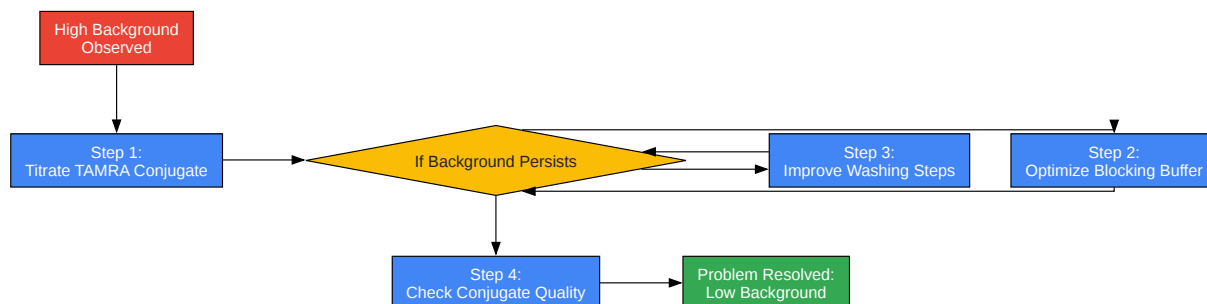 High Background
Observed
Step 1:
Titrate TAMRA Conjugate
If Background Persists
Step 3:
Improve Washing Steps
Step 2:
Optimize Blocking Buffer
Step 4:
Check Conjugate Quality
Problem Resolved:
Low Background